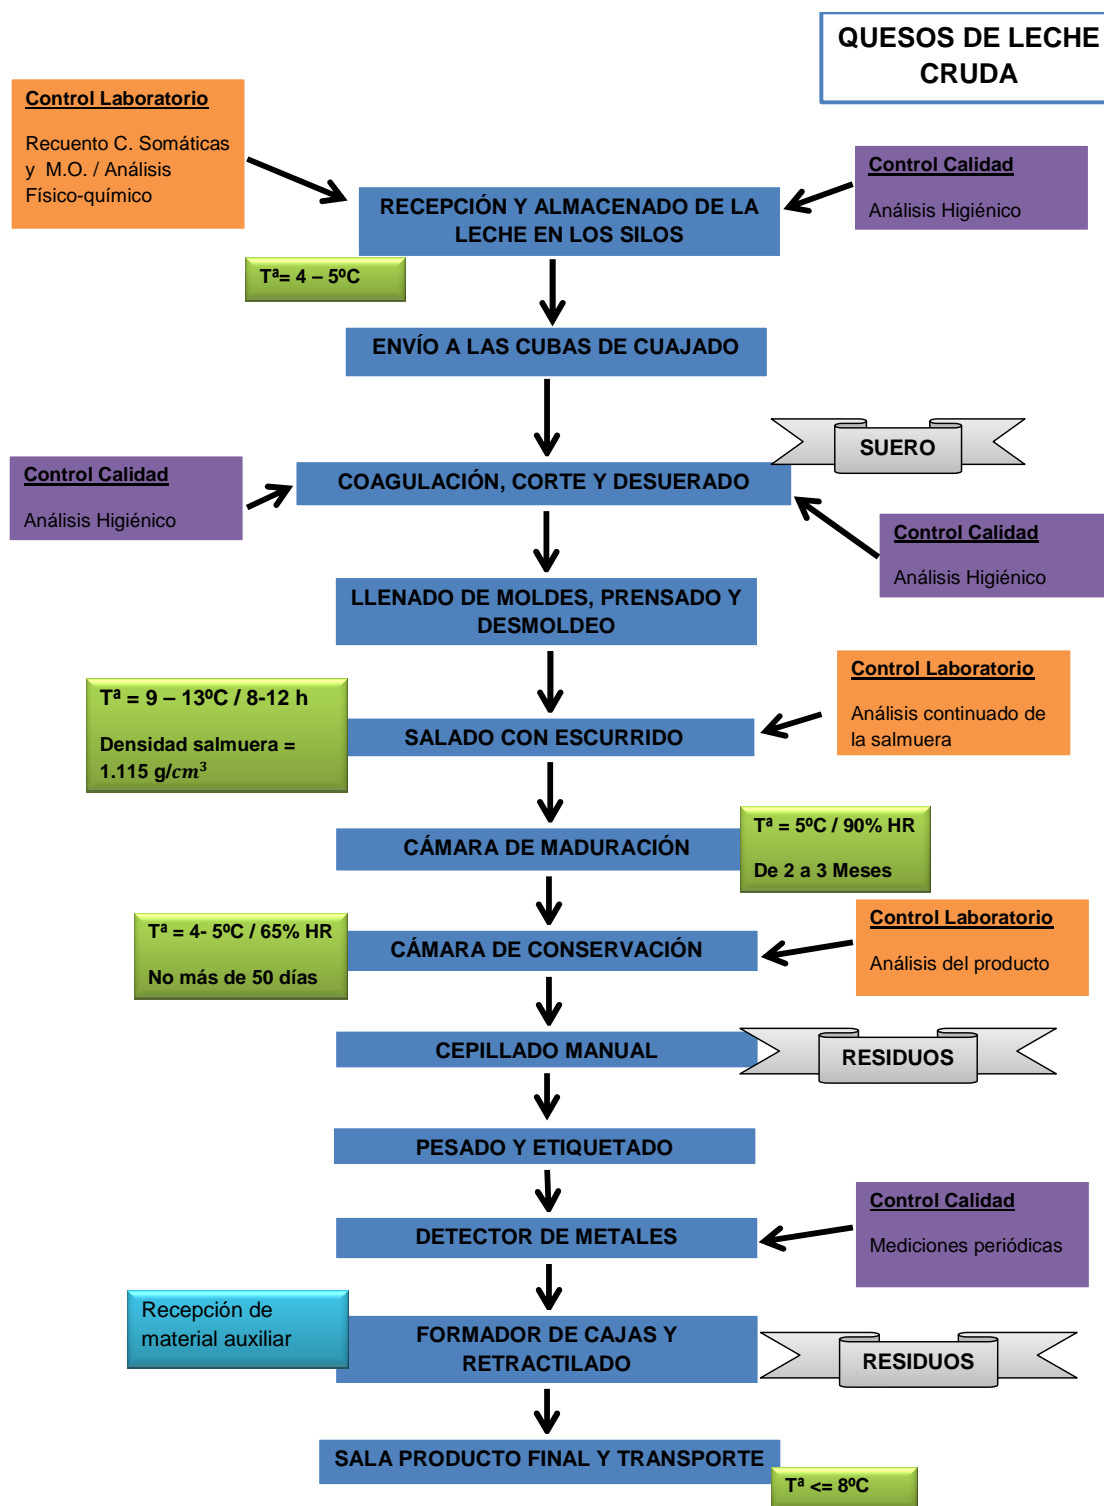 QUESOS DE LECHE
CRUDA
Control Laboratorio
Recuento C. Somáticas
y M.O. / Análisis
Físico-químico
Control Calidad
Análisis Higiénico
RECEPCIÓN Y ALMACENADO DE LA
LECHE EN LOS SILOS
Tª= 4 – 5ºC
ENVÍO A LAS CUBAS DE CUAJADO
SUERO
Control Calidad
Análisis Higiénico
COAGULACIÓN, CORTE Y DESUERADO
Control Calidad
Análisis Higiénico
LLENADO DE MOLDES, PRENSADO Y
DESMOLDEO
Tª = 9 – 13ºC / 8-12 h
Densidad salmuera =
1.115 g/cm³
SALADO CON ESCURRIDO
Control Laboratorio
Análisis continuado de
la salmuera
CÁMARA DE MADURACIÓN
Tª = 5ºC / 90% HR
De 2 a 3 Meses
Tª = 4- 5ºC / 65% HR
No más de 50 días
CÁMARA DE CONSERVACIÓN
Control Laboratorio
Análisis del producto
CEPILLADO MANUAL
RESIDUOS
PESADO Y ETIQUETADO
DETECTOR DE METALES
Control Calidad
Mediciones periódicas
Recepción de
material auxiliar
FORMADOR DE CAJAS Y
RETRACTILADO
RESIDUOS
SALA PRODUCTO FINAL Y TRANSPORTE
Tª <= 8ºC